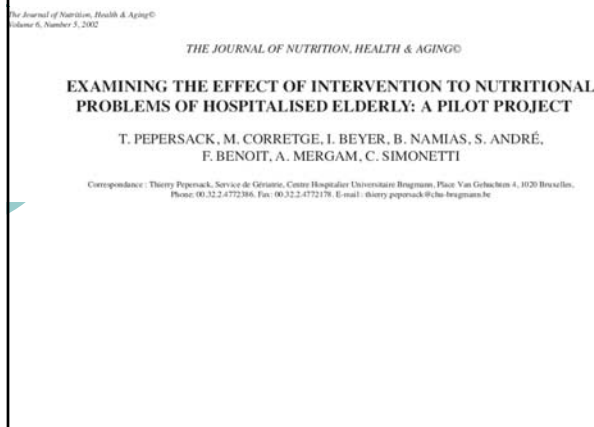 The Journal of Nutrition, Health & Aging©
Volume 6, Number 5, 2002
THE JOURNAL OF NUTRITION, HEALTH & AGING©
EXAMINING THE EFFECT OF INTERVENTION TO NUTRITIONAL
PROBLEMS OF HOSPITALISED ELDERLY: A PILOT PROJECT
T. PEPERSACK, M. CORRETGE, I. BEYER, B. NAMIAS, S. ANDRÉ,
F. BENOIT, A. MERGAM, C. SIMONETTI
Correspondance : Thierry Pepersack, Service de Gériatrie, Centre Hospitalier Universitaire Brugmann, Place Van Gehuchten 4, 1020 Bruxelles,
Phone: 00.32.2.4772386. Fax: 00.32.2.4772178. E-mail : thierry.pepersack@chu-brugmann.be